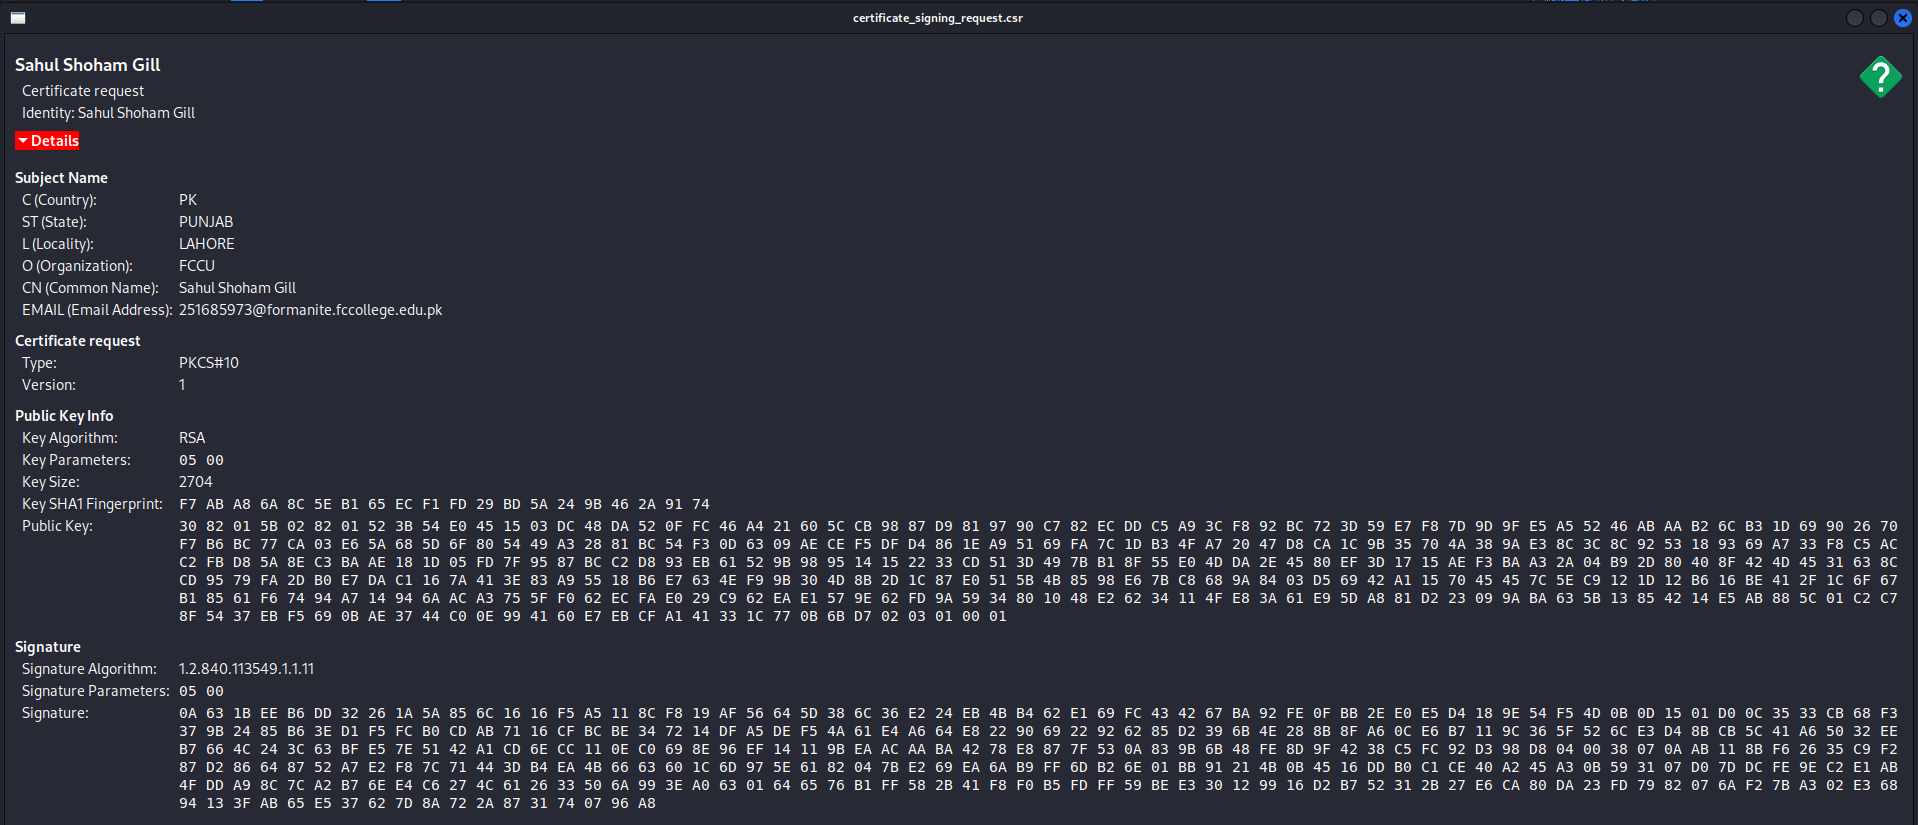 certificate_signing_request.csr
Sahul Shoham Gill
Certificate request
Identity: Sahul Shoham Gill
Details
Subject Name
C (Country): PK
ST (State): PUNJAB
L (Locality): LAHORE
O (Organization): FCCU
CN (Common Name): Sahul Shoham Gill
EMAIL (Email Address): 251685973@formanite.fccollege.edu.pk
Certificate request
Type: PKCS#10
Version: 1
Public Key Info
Key Algorithm: RSA
Key Parameters: 05 00
Key Size: 2704
Key SHA1 Fingerprint: F7 AB A8 6A 8C 5E B1 65 EC F1 FD 29 BD 5A 24 9B 46 2A 91 74
Public Key: 30 82 01 5B 02 82 01 52 3B 54 E0 45 15 03 DC 48 DA 52 0F FC 46 A4 21 60 5C CB 98 87 D9 81 97 90 C7 82 EC DD C5 A9 3C F8 92 BC 72 3D 59 E7 F8 7D 9D 9F E5 A5 52 46 AB AA B2 6C B3 1D 69 90 26 70
F7 B6 BC 77 CA 03 E6 5A 68 5D 6F 80 54 49 A3 28 81 BC 54 F3 0D 63 09 AE CE F5 DF D4 86 1E A9 51 69 FA 7C 1D B3 4F A7 20 47 D8 CA 1C 9B 35 70 4A 38 9A E3 8C 3C 8C 92 53 18 93 69 A7 33 F8 C5 AC
C2 FB D8 5A 8E C3 BA AE 18 1D 05 FD 7F 95 87 BC C2 D8 93 EB 61 52 9B 98 95 14 15 22 33 CD 51 3D 49 7B B1 8F 55 E0 4D DA 2E 45 80 EF 3D 17 15 AE F3 BA A3 2A 04 B9 2D 80 40 8F 42 4D 45 31 63 8C
CD 95 79 FA 2D B0 E7 DA C1 16 7A 41 3E 83 A9 55 18 B6 E7 63 4E F9 9B 30 4D 8B 2D 1C 87 E0 51 5B 4B 85 98 E6 7B C8 68 9A 84 03 D5 69 42 A1 15 70 45 45 7C 5E C9 12 1D 12 B6 16 BE 41 2F 1C 6F 67
B1 85 61 F6 74 94 A7 14 94 6A AC A3 75 5F F0 62 EC FA E0 29 C9 62 EA E1 57 9E 62 FD 9A 59 34 80 10 48 E2 62 34 11 4F E8 3A 61 E9 5D A8 81 D2 23 09 9A BA 63 5B 13 85 42 14 E5 AB 88 5C 01 C2 C7
8F 54 37 EB F5 69 0B AE 37 44 C0 0E 99 41 60 E7 EB CF A1 41 33 1C 77 0B 6B D7 02 03 01 00 01
Signature
Signature Algorithm: 1.2.840.113549.1.1.11
Signature Parameters: 05 00
Signature: 0A 63 1B EE B6 DD 32 26 1A 5A 85 6C 16 16 F5 A5 11 8C F8 19 AF 56 64 5D 38 6C 36 E2 24 EB 4B B4 62 E1 69 FC 43 42 67 BA 92 FE 0F BB 2E E0 E5 D4 18 9E 54 F5 4D 0B 0D 15 01 D0 0C 35 33 CB 68 F3
37 9B 24 85 B6 3E D1 F5 FC B0 CD AB 71 16 CF BC BE 34 72 14 DF A5 DE F5 4A 61 E4 A6 64 E8 22 90 69 22 92 62 85 D2 39 6B 4E 28 8B 8F A6 0C E6 B7 11 9C 36 5F 52 6C E3 D4 8B CB 5C 41 A6 50 32 EE
B7 66 4C 24 3C 63 BF E5 7E 51 42 A1 CD 6E CC 11 0E C0 69 8E 96 EF 14 11 9B EA AC AA BA 42 78 E8 87 7F 53 0A 83 9B 6B 48 FE 8D 9F 42 38 C5 FC 92 D3 98 D8 04 00 38 07 0A AB 11 8B F6 26 35 C9 F2
87 D2 86 64 87 52 A7 E2 F8 7C 71 44 3D B4 EA 4B 66 63 60 1C 6D 97 5E 61 82 04 7B E2 69 EA 6A B9 FF 6D B2 6E 01 BB 91 21 4B 0B 45 16 DD B0 C1 CE 40 A2 45 A3 0B 59 31 07 D0 7D DC FE 9E C2 E1 AB
4F DD A9 8C 7C A2 B7 6E E4 C6 27 4C 61 26 33 50 6A 99 3E A0 63 01 64 65 76 B1 FF 58 2B 41 F8 F0 B5 FD FF 59 BE E3 30 12 99 16 D2 B7 52 31 2B 27 E6 CA 80 DA 23 FD 79 82 07 6A F2 7B A3 02 E3 68
94 13 3F AB 65 E5 37 62 7D 8A 72 2A 87 31 74 07 96 A8